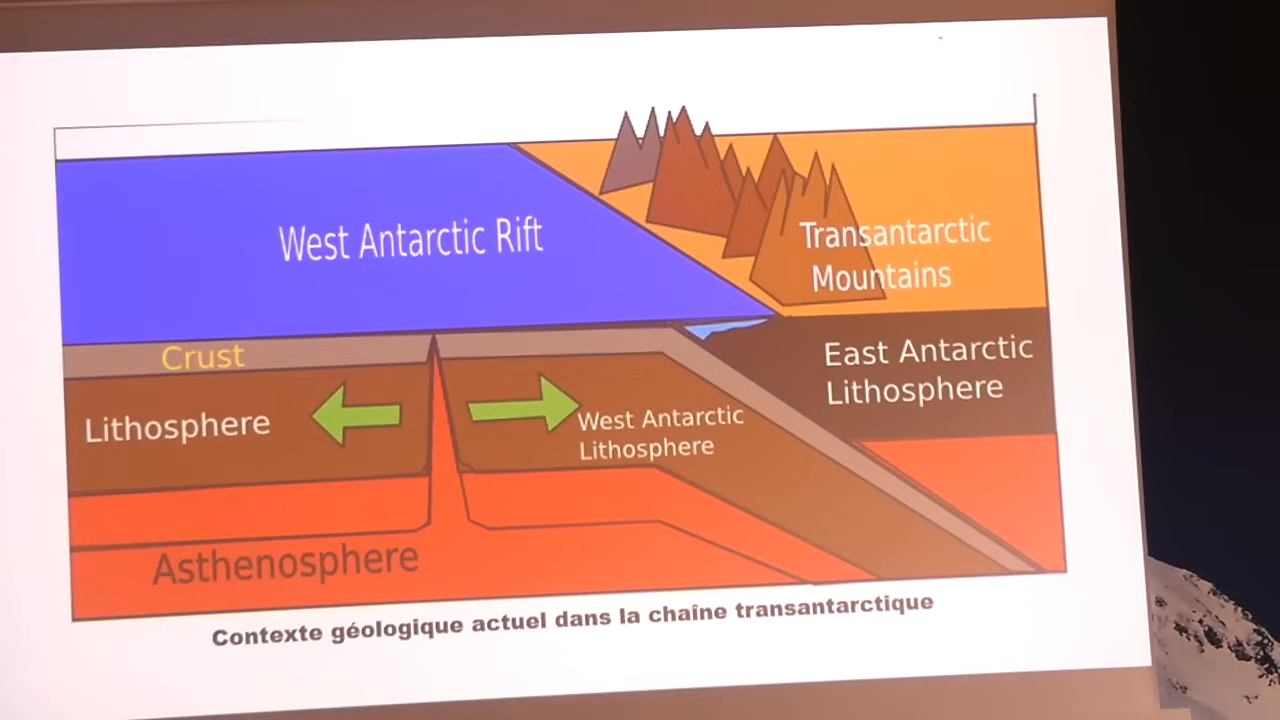 West Antarctic Rift
Transantarctic
Mountains
Crust
East Antarctic
Lithosphere
Lithosphere
West Antarctic
Lithosphere
Asthenosphere
Contexte géologique actuel dans la chaîne transantarctique